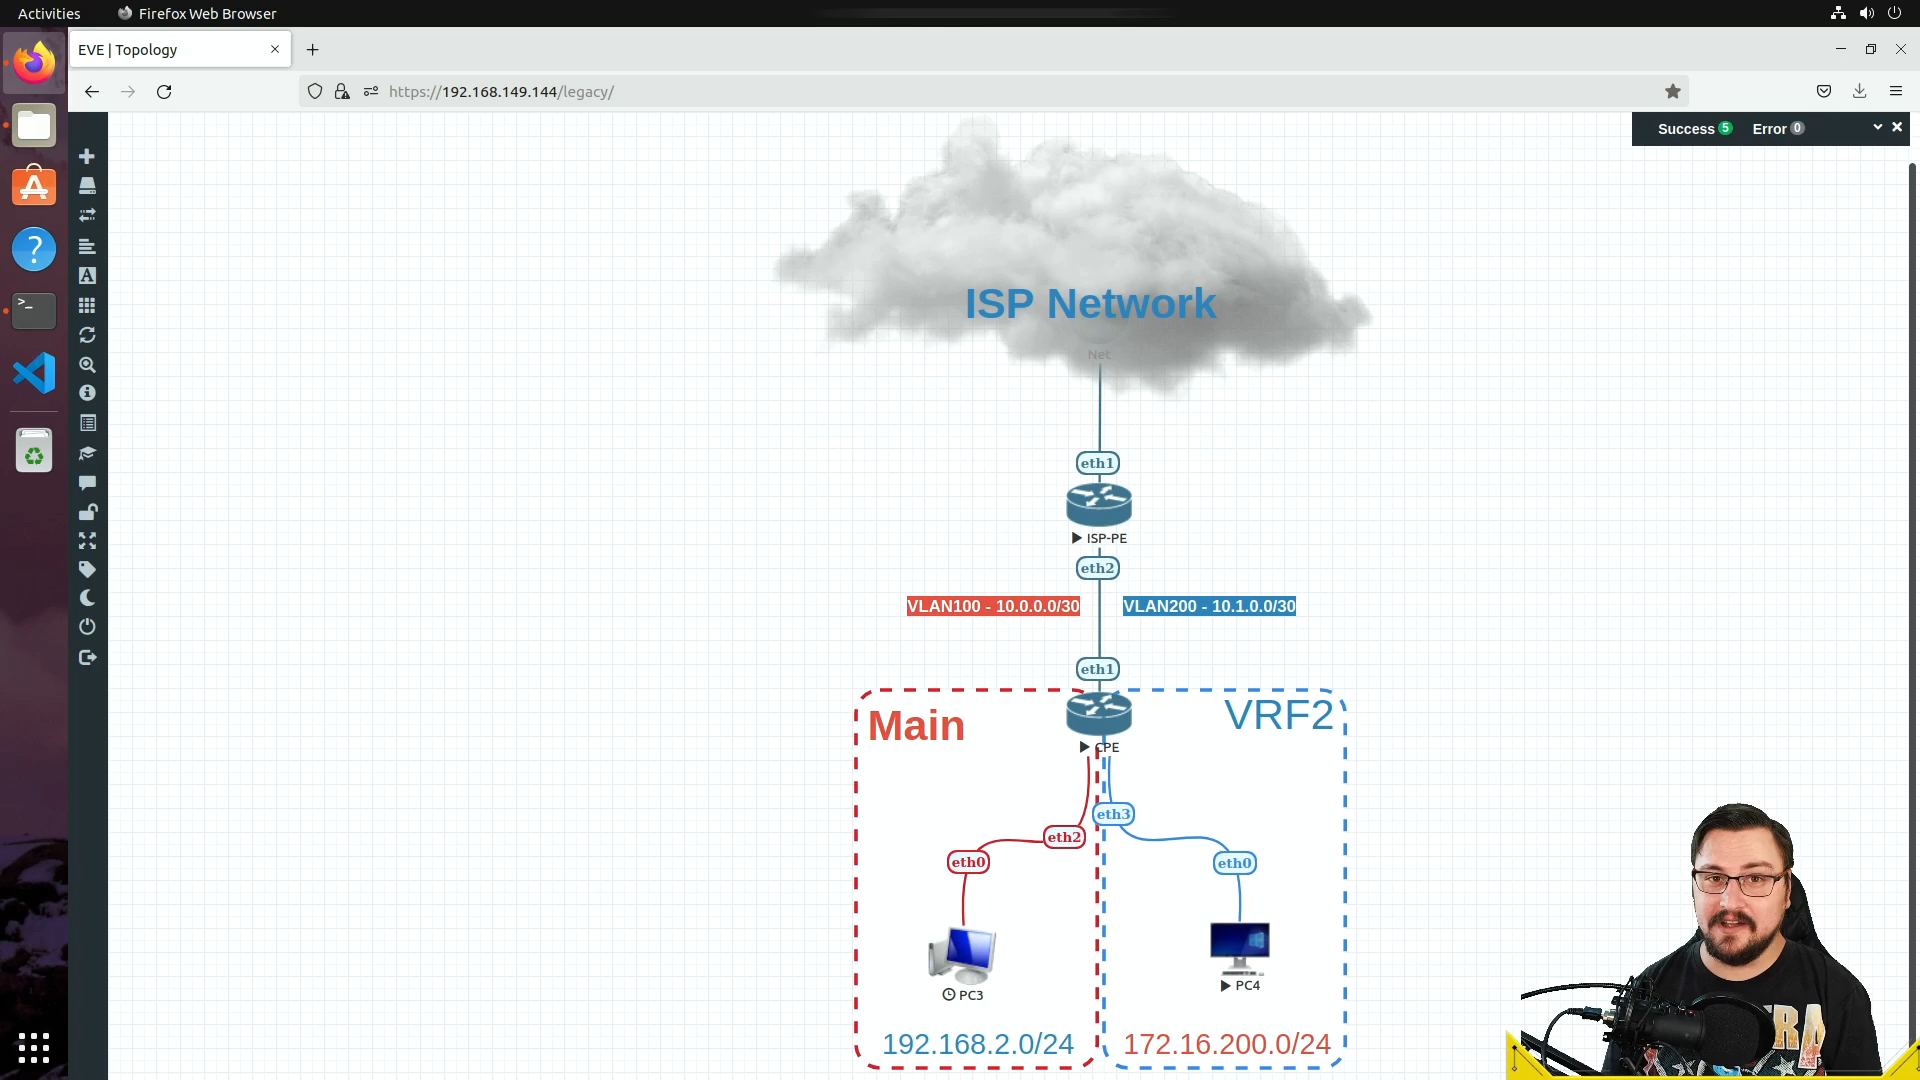 Activities
Firefox Web Browser
EVE | Topology
https://192.168.149.144/legacy/
Success 5 Error 0
ISP Network
Net
eth1
ISP-PE
eth2
VLAN100 - 10.0.0.0/30
VLAN200 - 10.1.0.0/30
eth1
Main
VRF2
CPE
eth3
eth2
eth0
eth0
PC3
PC4
192.168.2.0/24
172.16.200.0/24